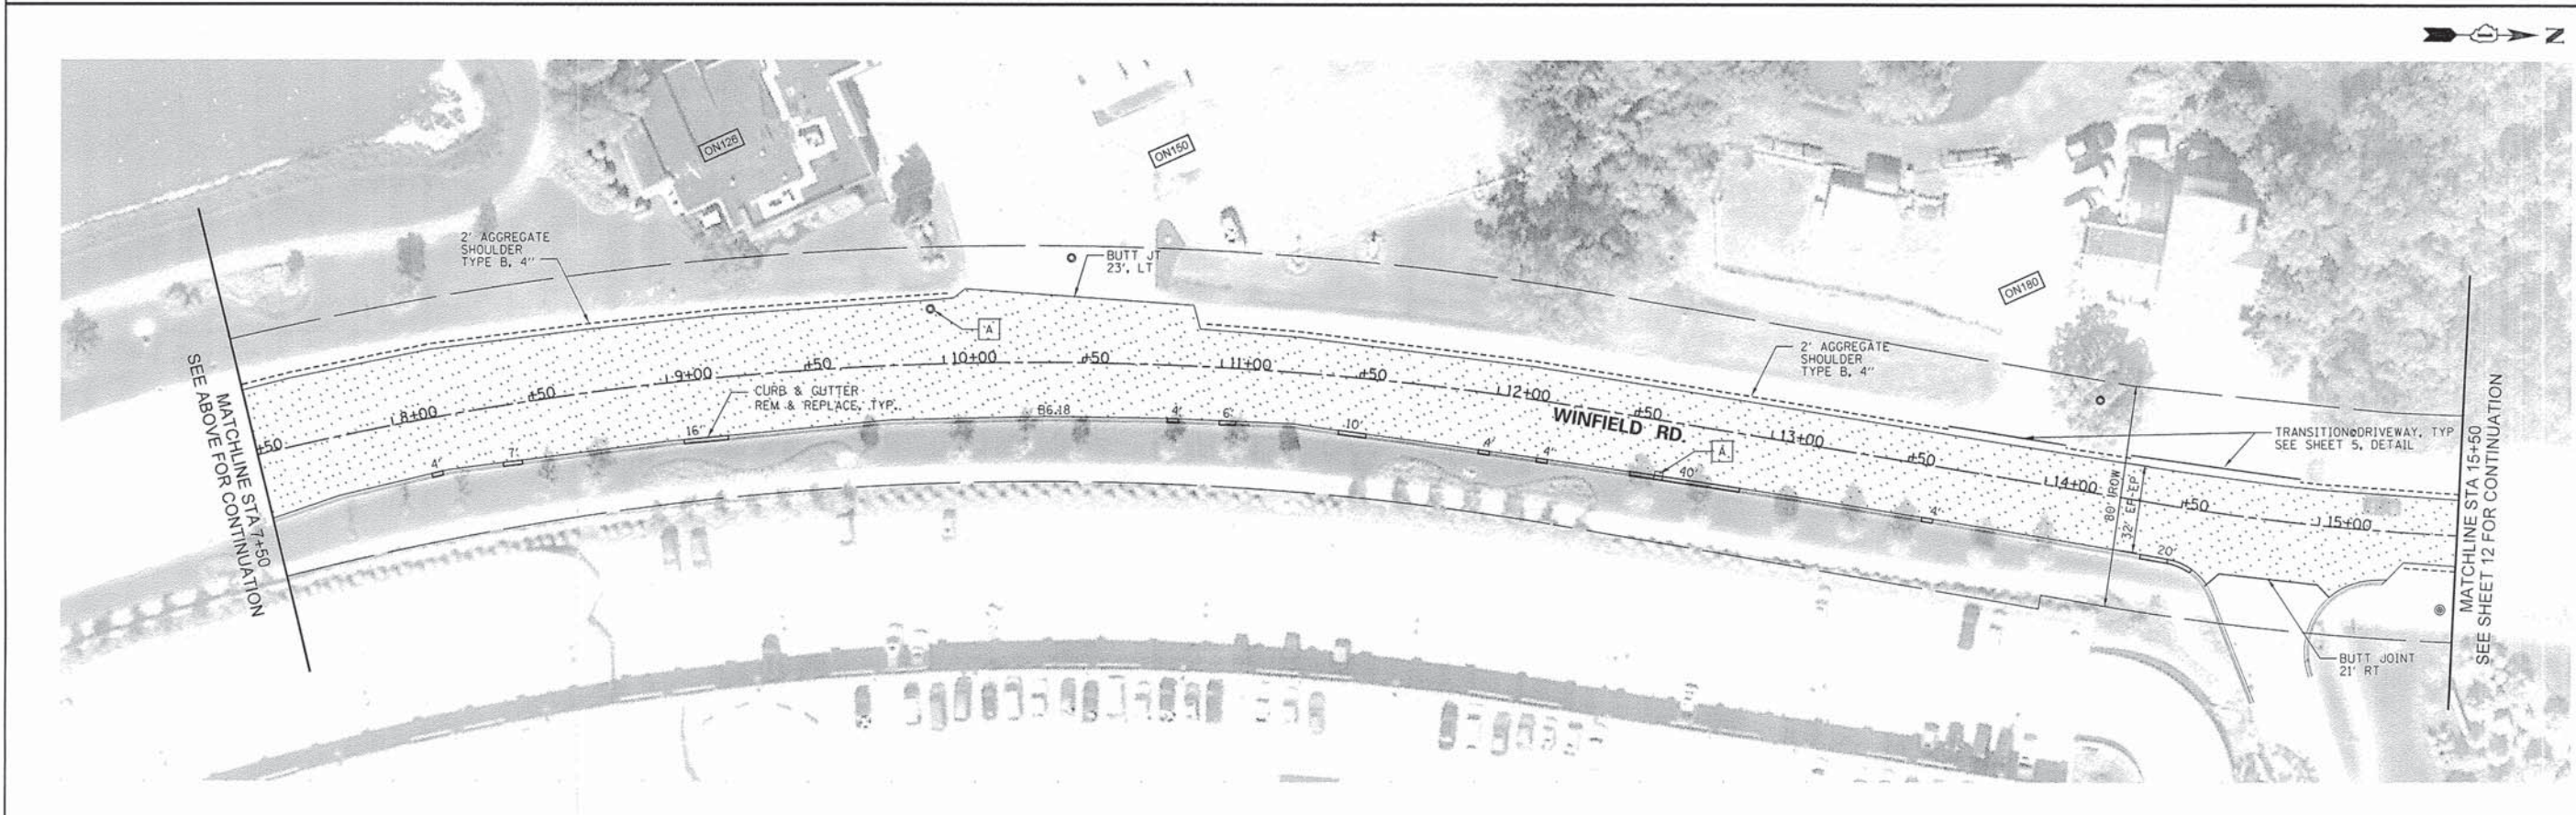 N
ON126
ON150
ON180
2' AGGREGATE
SHOULDER
TYPE B, 4"
BUTT JT
23', LT
'A'
2' AGGREGATE
SHOULDER
TYPE B, 4"
TRANSITION@DRIVEWAY, TYP
SEE SHEET 5, DETAIL
MATCHLINE STA 7+50
SEE ABOVE FOR CONTINUATION
+50
8+00
+50
9+00
+50
10+00
+50
11+00
+50
12+00
+50
13+00
+50
14+00
+50
15+00
CURB & GUTTER
REM & REPLACE, TYP.
WINFIELD RD.
'A'
4'
7'
16'
B6.18
4'
6'
10'
4'
4'
40'
4'
20'
80' ROW
32' EP-EP
BUTT JOINT
21' RT
MATCHLINE STA 15+50
SEE SHEET 12 FOR CONTINUATION